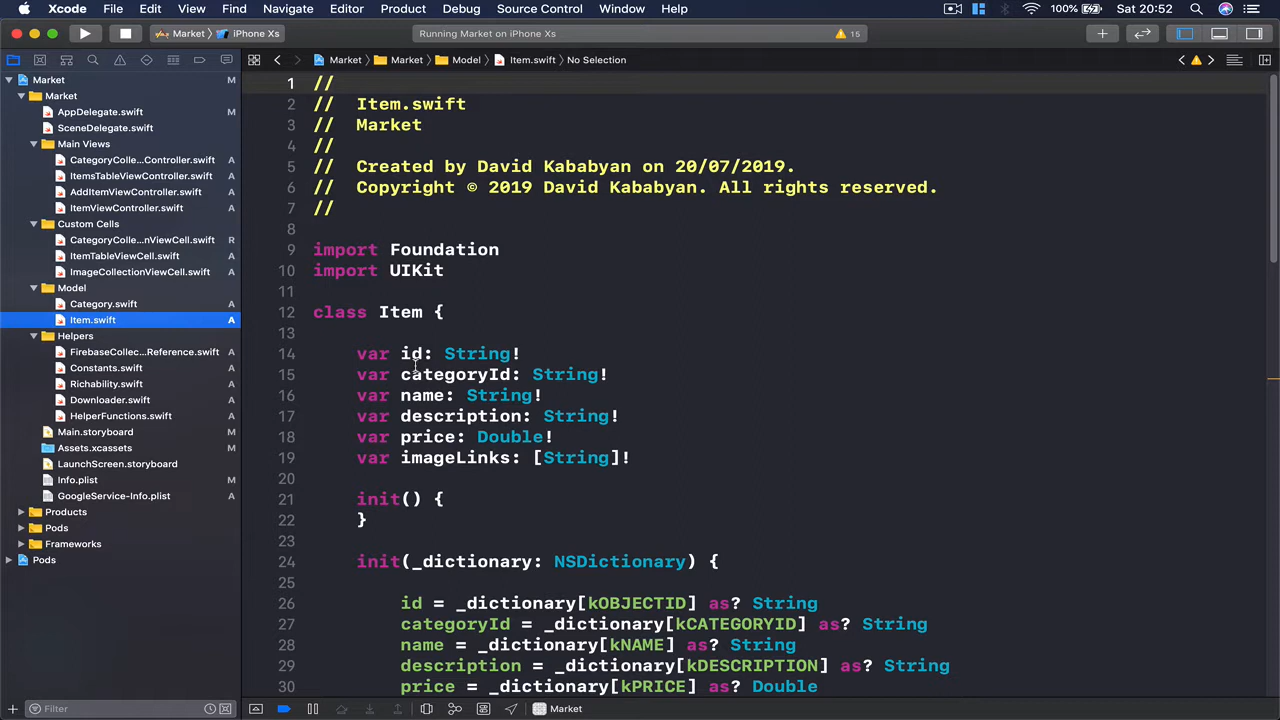 Xcode File Edit View Find Navigate Editor Product Debug Source Control Window Help 100% Sat 20:52
Market iPhone Xs Running Market on iPhone Xs 15
Market Market Model Item.swift No Selection
Market M
Market
AppDelegate.swift M
SceneDelegate.swift
Main Views
CategoryColle...Controller.swift A
ItemsTableViewController.swift A
AddItemViewController.swift A
ItemViewController.swift A
Custom Cells
CategoryColle...nViewCell.swift R
ItemTableViewCell.swift A
ImageCollectionViewCell.swift A
Model
Category.swift A
Item.swift A
Helpers
FirebaseCollec...Reference.swift A
Constants.swift A
Richability.swift A
Downloader.swift A
HelperFunctions.swift A
Main.storyboard M
Assets.xcassets M
LaunchScreen.storyboard
Info.plist M
GoogleService-Info.plist A
Products
Pods
Frameworks
Pods
Filter
1 //
2 // Item.swift
3 // Market
4 //
5 // Created by David Kababyan on 20/07/2019.
6 // Copyright © 2019 David Kababyan. All rights reserved.
7 //
8
9 import Foundation
10 import UIKit
11
12 class Item {
13
14 var id: String!
15 var categoryId: String!
16 var name: String!
17 var description: String!
18 var price: Double!
19 var imageLinks: [String]!
20
21 init() {
22 }
23
24 init(_dictionary: NSDictionary) {
25
26 id = _dictionary[kOBJECTID] as? String
27 categoryId = _dictionary[kCATEGORYID] as? String
28 name = _dictionary[kNAME] as? String
29 description = _dictionary[kDESCRIPTION] as? String
30 price = _dictionary[kPRICE] as? Double
Market